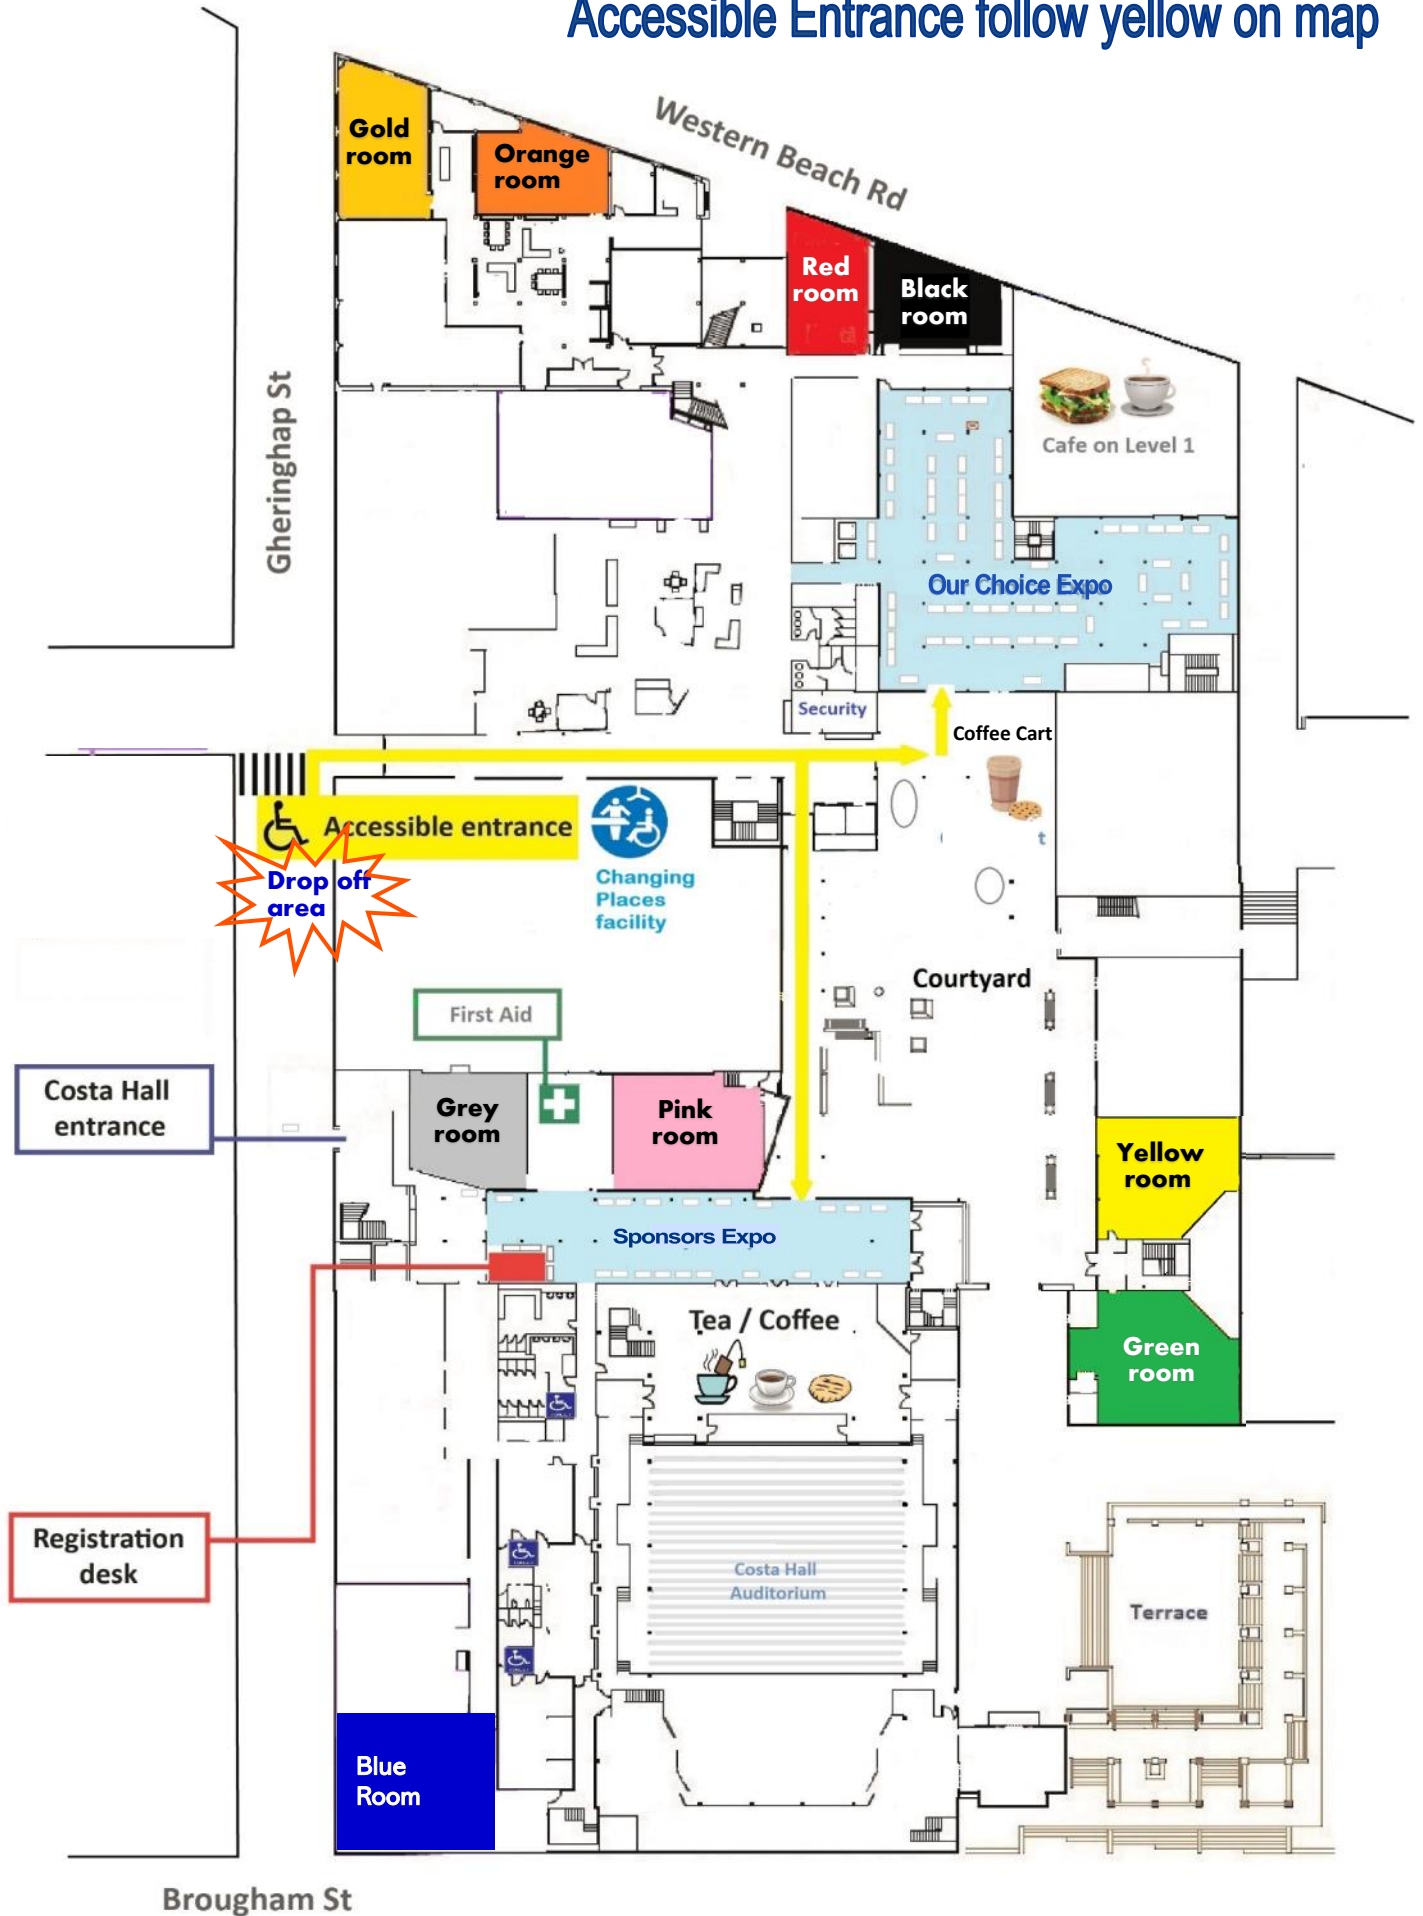 Accessible Entrance follow yellow on map
Western Beach Rd
Gold
room
Orange
room
Red
room
Black
room
Gheringhap St
Cafe on Level 1
Our Choice Expo
Security
Coffee Cart
Accessible entrance
Drop off
area
Changing
Places
facility
Courtyard
First Aid
Costa Hall
entrance
Grey
room
Pink
room
Yellow
room
Sponsors Expo
Tea / Coffee
Green
room
Registration
desk
Costa Hall
Auditorium
Terrace
Blue
Room
Brougham St